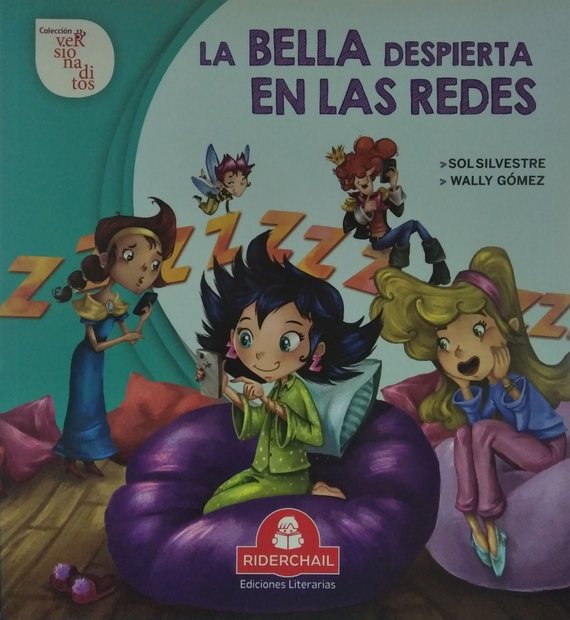 Colección
veR
sio
na
di
tos
LA BELLA DESPIERTA
EN LAS REDES
» SOL SILVESTRE
» WALLY GÓMEZ
Z Z Z Z Z Z Z Z Z Z
RIDERCHAIL
Ediciones Literarias